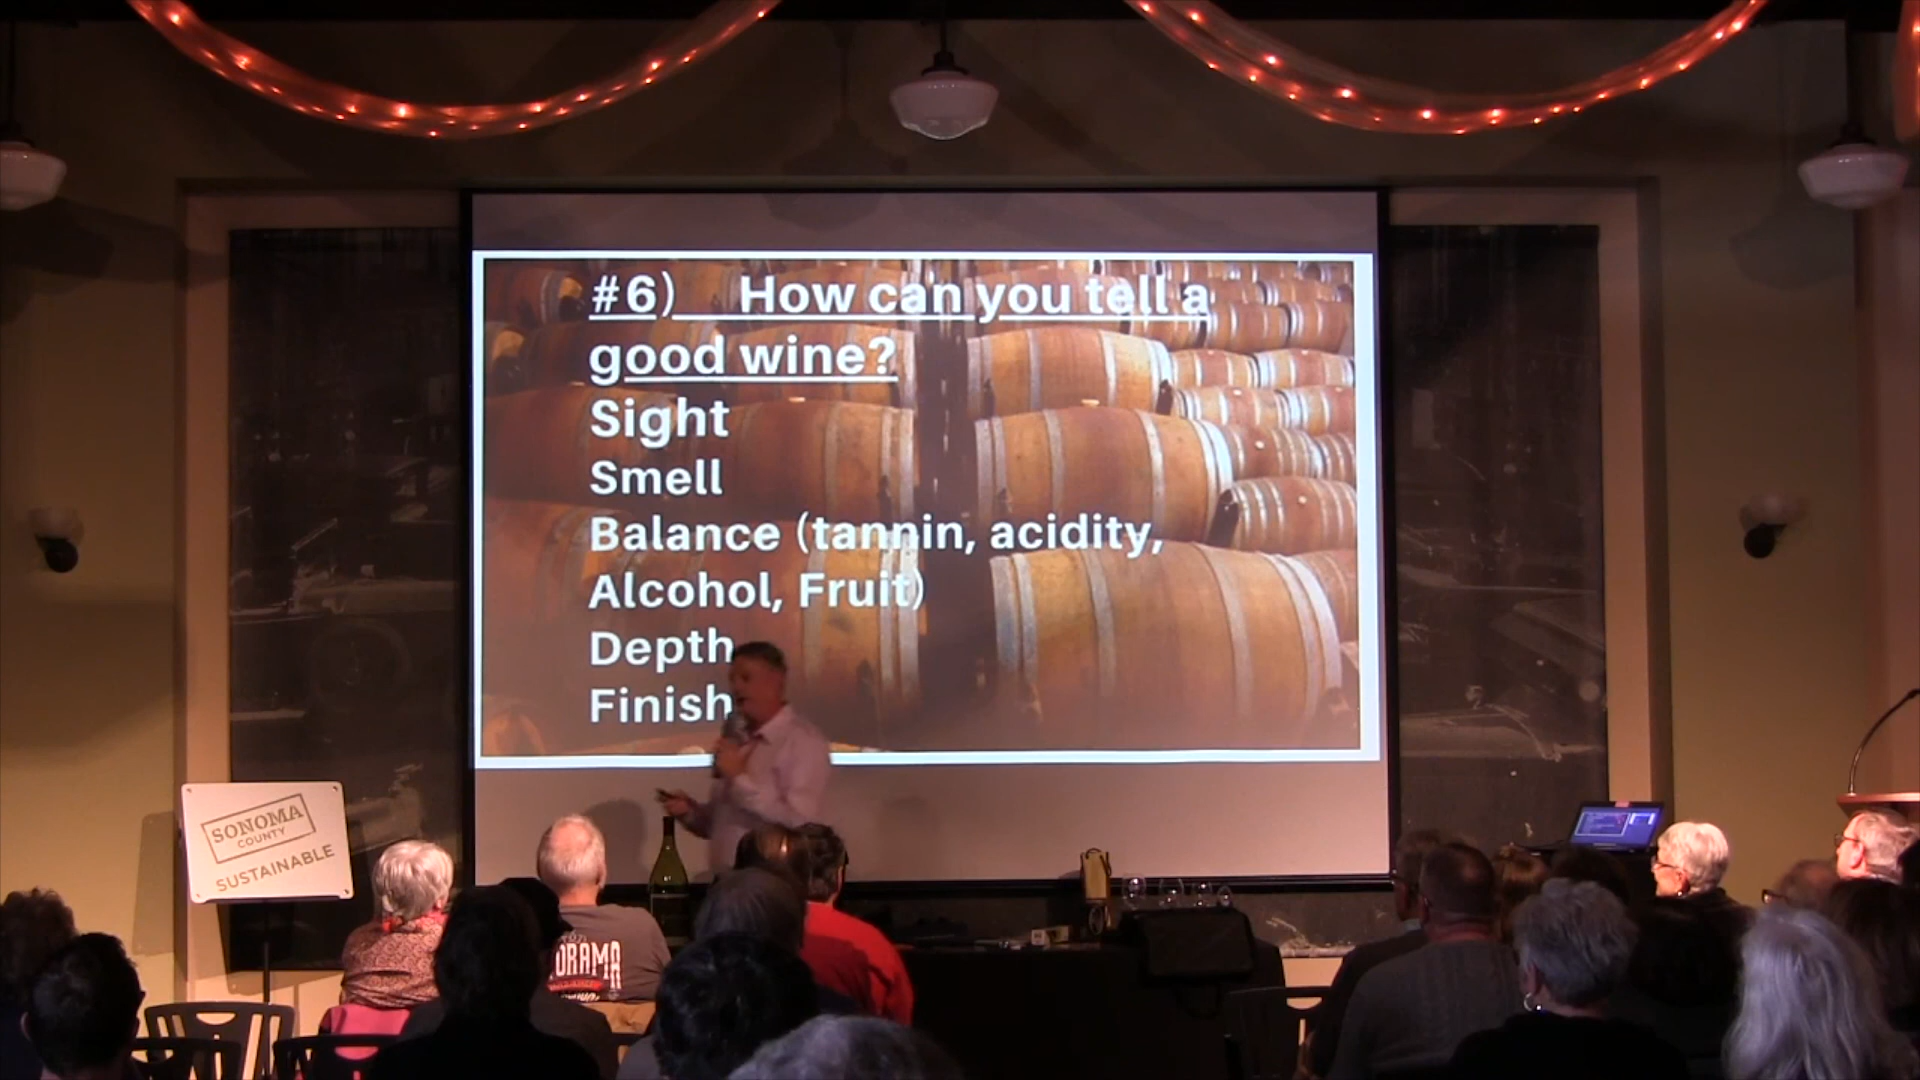 #6) How can you tell a
good wine?
Sight
Smell
Balance (tannin, acidity,
Alcohol, Fruit)
Depth
Finish
SONOMA
COUNTY
SUSTAINABLE